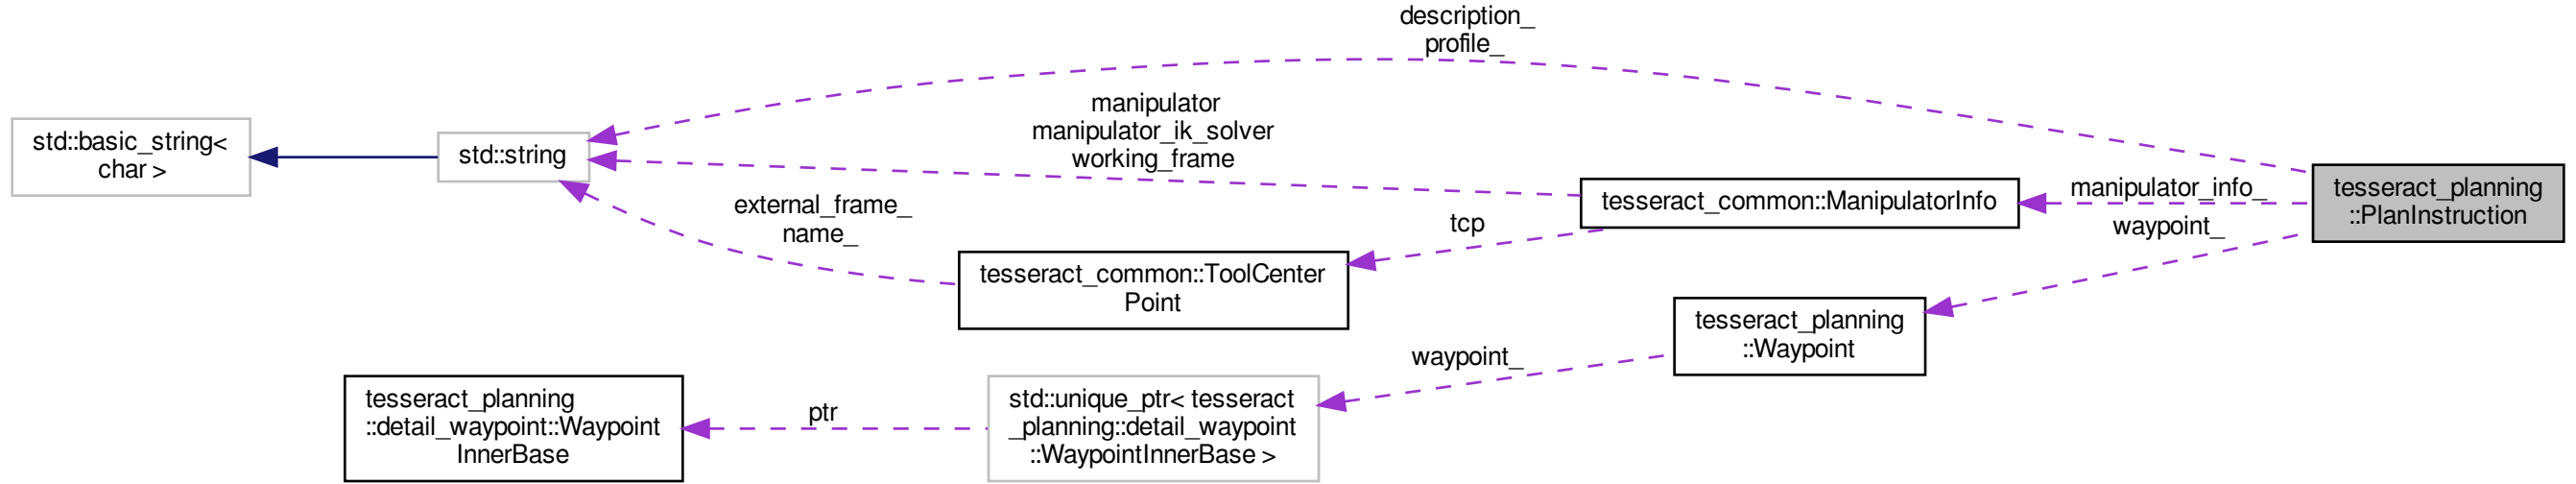 description_
profile_
manipulator
manipulator_ik_solver
working_frame
std::basic_string<
char >
std::string
external_frame_
name_
tcp
tesseract_common::ManipulatorInfo
manipulator_info_
waypoint_
tesseract_planning
::PlanInstruction
tesseract_common::ToolCenter
Point
tesseract_planning
::Waypoint
waypoint_
tesseract_planning
::detail_waypoint::Waypoint
InnerBase
ptr
std::unique_ptr< tesseract
_planning::detail_waypoint
::WaypointInnerBase >